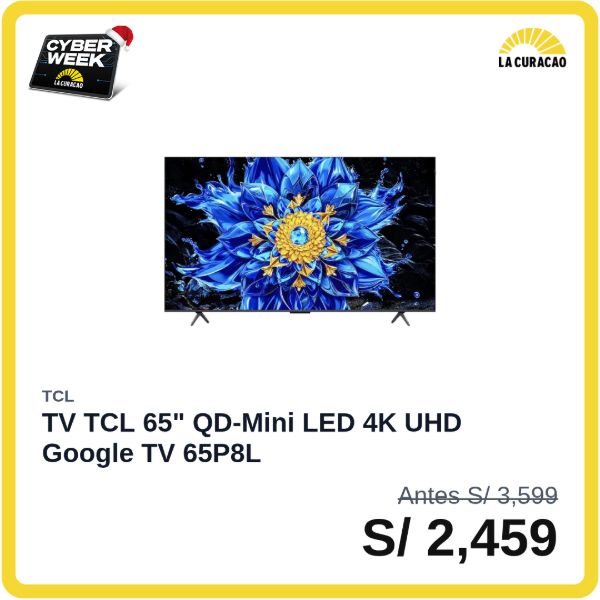 CYBER
WEEK
LA CURACAO
LA CURACAO
TCL
TV TCL 65" QD-Mini LED 4K UHD
Google TV 65P8L
Antes S/ 3,599
S/ 2,459